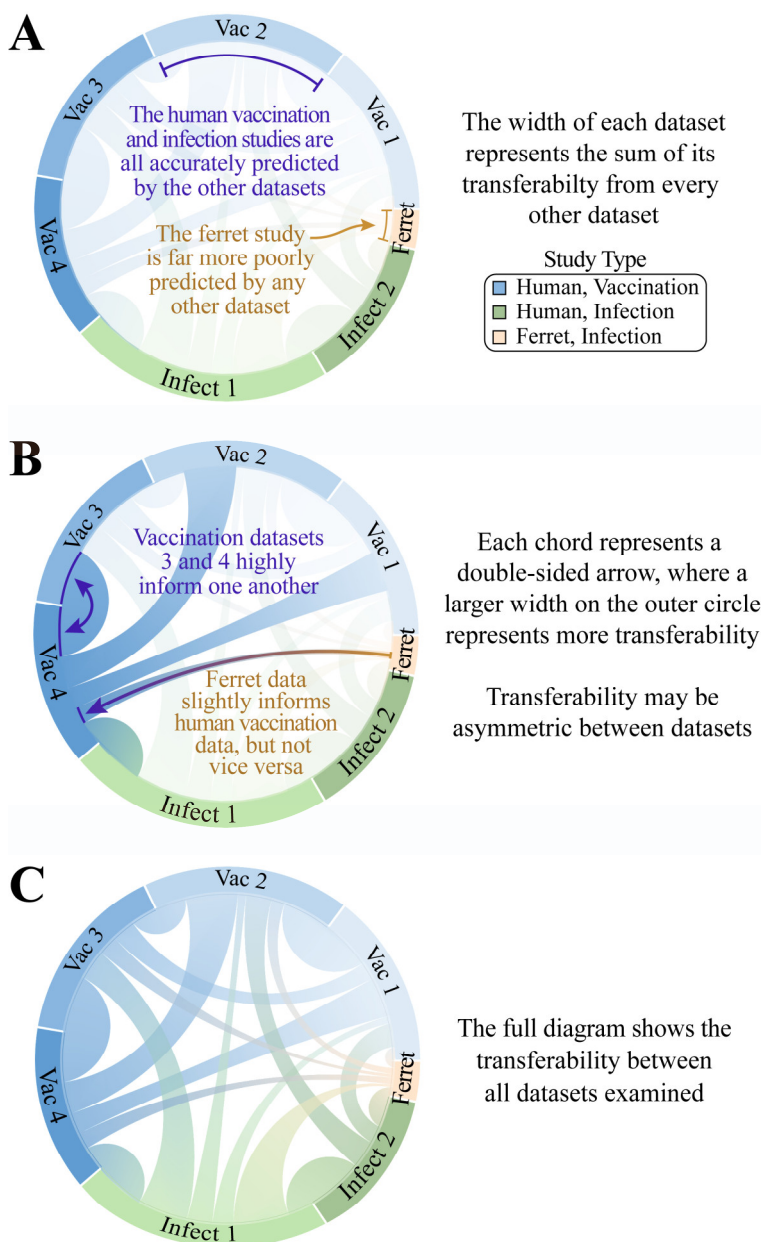 A
Vac 2
Vac 3
Vac 1
Vac 4
Ferret
Infect 2
Infect 1
The human vaccination
and infection studies are
all accurately predicted
by the other datasets
The ferret study
is far more poorly
predicted by any
other dataset
The width of each dataset
represents the sum of its
transferabilty from every
other dataset
Study Type
Human, Vaccination
Human, Infection
Ferret, Infection
B
Vac 2
Vac 3
Vac 1
Vac 4
Ferret
Infect 2
Infect 1
Vaccination datasets
3 and 4 highly
inform one another
Ferret data
slightly informs
human vaccination
data, but not
vice versa
Each chord represents a
double-sided arrow, where a
larger width on the outer circle
represents more transferability
Transferability may be
asymmetric between datasets
C
Vac 2
Vac 3
Vac 1
Vac 4
Ferret
Infect 2
Infect 1
The full diagram shows the
transferability between
all datasets examined